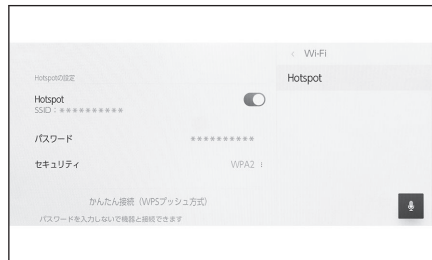 Hotspotの設定
Hotspot
SSID：＊＊＊＊＊＊＊＊＊＊
パスワード ＊＊＊＊＊＊＊＊＊＊
セキュリティ WPA2
かんたん接続（WPSプッシュ方式）
パスワードを入力しないで機器と接続できます
＜ Wi-Fi
Hotspot